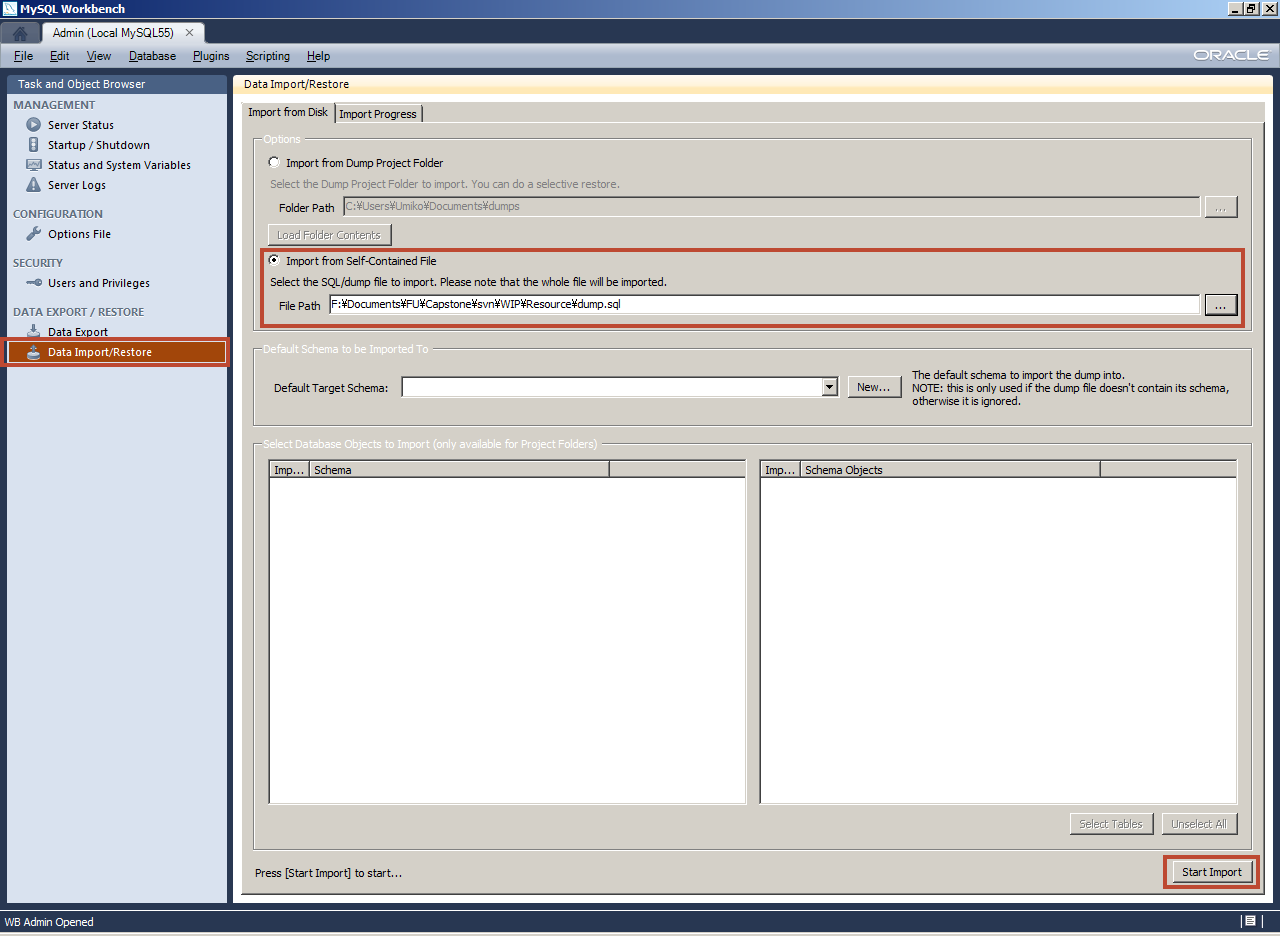 MySQL Workbench
Admin (Local MySQL55)
File Edit View Database Plugins Scripting Help
ORACLE
Task and Object Browser
MANAGEMENT
Server Status
Startup / Shutdown
Status and System Variables
Server Logs
CONFIGURATION
Options File
SECURITY
Users and Privileges
DATA EXPORT / RESTORE
Data Export
Data Import/Restore
Data Import/Restore
Import from Disk Import Progress
Options
Import from Dump Project Folder
Select the Dump Project Folder to import. You can do a selective restore.
Folder Path C:¥Users¥Umiko¥Documents¥dumps ...
Load Folder Contents
Import from Self-Contained File
Select the SQL/dump file to import. Please note that the whole file will be imported.
File Path F:¥Documents¥FU¥Capstone¥svn¥WIP¥Resource¥dump.sql ...
Default Schema to be Imported To
Default Target Schema: New...
The default schema to import the dump into.
NOTE: this is only used if the dump file doesn't contain its schema,
otherwise it is ignored.
Select Database Objects to Import (only available for Project Folders)
Imp... Schema
Imp... Schema Objects
Select Tables Unselect All
Press [Start Import] to start...
Start Import
WB Admin Opened